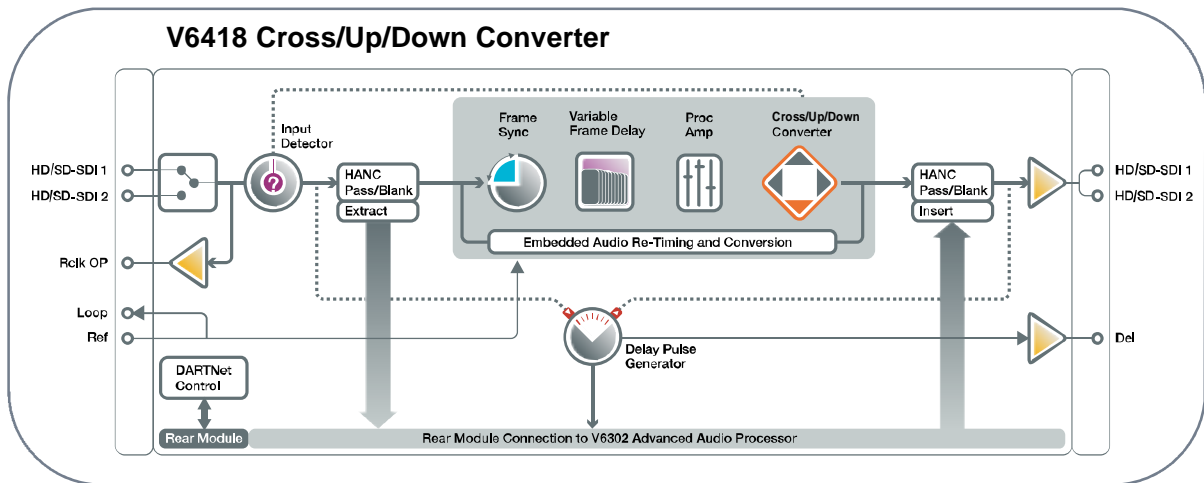 V6418 Cross/Up/Down Converter
Input
Detector
Frame
Sync
Variable
Frame Delay
Proc
Amp
Cross/Up/Down
Converter
HD/SD-SDI 1
HD/SD-SDI 2
HANC
Pass/Blank
Extract
HANC
Pass/Blank
Insert
HD/SD-SDI 1
HD/SD-SDI 2
?
Embedded Audio Re-Timing and Conversion
Rclk OP
Loop
Ref
Delay Pulse
Generator
Del
DARTNet
Control
Rear Module
Rear Module Connection to V6302 Advanced Audio Processor